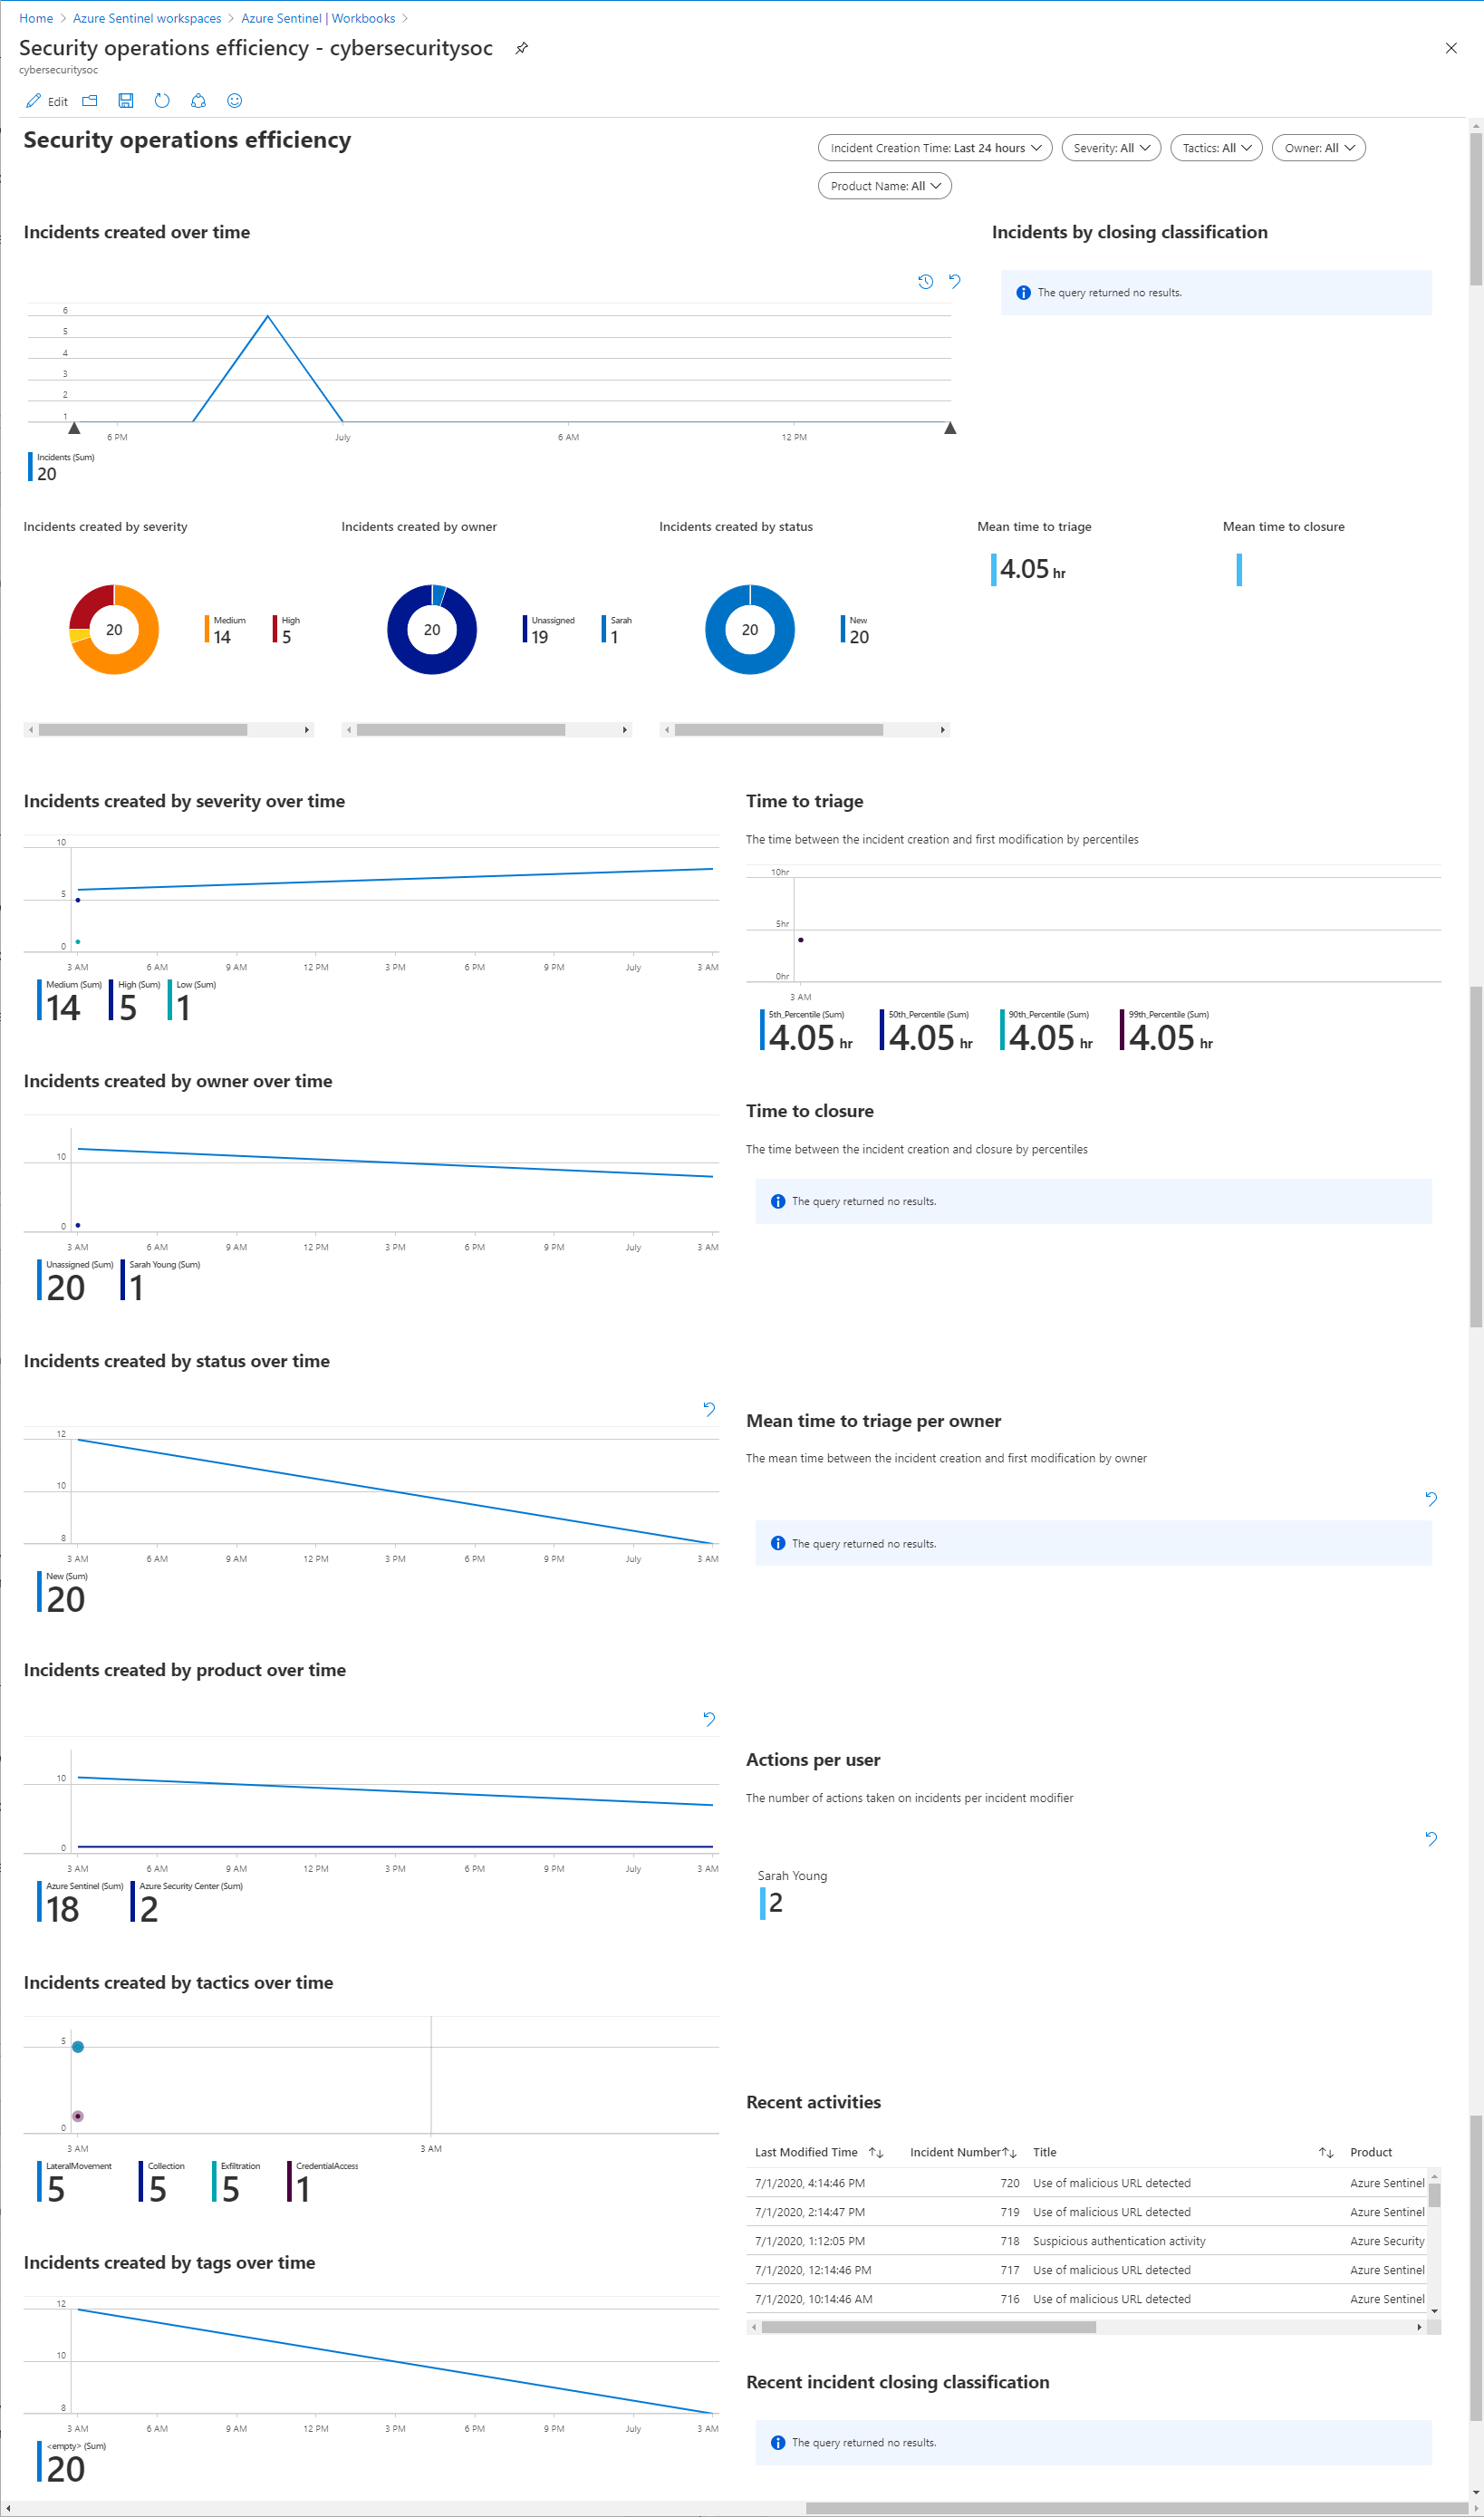 Home > Azure Sentinel workspaces > Azure Sentinel | Workbooks >
Security operations efficiency - cybersecuritysoc
cybersecuritysoc
Edit
Security operations efficiency
Incident Creation Time: Last 24 hours
Severity: All
Tactics: All
Owner: All
Product Name: All
Incidents created over time
6
5
4
3
2
1
6 PM
July
6 AM
12 PM
Incidents (Sum)
20
Incidents by closing classification
The query returned no results.
Incidents created by severity
20
Medium
14
High
5
Incidents created by owner
20
Unassigned
19
Sarah
1
Incidents created by status
20
New
20
Mean time to triage
4.05 hr
Mean time to closure
Incidents created by severity over time
10
5
0
3 AM 6 AM 9 AM 12 PM 3 PM 6 PM 9 PM July 3 AM
Medium (Sum) High (Sum) Low (Sum)
14 5 1
Time to triage
The time between the incident creation and first modification by percentiles
10hr
5hr
0hr
3 AM
5th_Percentile (Sum) 50th_Percentile (Sum) 90th_Percentile (Sum) 99th_Percentile (Sum)
4.05 hr 4.05 hr 4.05 hr 4.05 hr
Incidents created by owner over time
10
0
3 AM 6 AM 9 AM 12 PM 3 PM 6 PM 9 PM July 3 AM
Unassigned (Sum) Sarah Young (Sum)
20 1
Time to closure
The time between the incident creation and closure by percentiles
The query returned no results.
Incidents created by status over time
12
10
8
3 AM 6 AM 9 AM 12 PM 3 PM 6 PM 9 PM July 3 AM
New (Sum)
20
Mean time to triage per owner
The mean time between the incident creation and first modification by owner
The query returned no results.
Incidents created by product over time
10
0
3 AM 6 AM 9 AM 12 PM 3 PM 6 PM 9 PM July 3 AM
Azure Sentinel (Sum) Azure Security Center (Sum)
18 2
Actions per user
The number of actions taken on incidents per incident modifier
Sarah Young
2
Incidents created by tactics over time
5
0
3 AM 3 AM
LateralMovement Collection Exfiltration CredentialAccess
5 5 5 1
Recent activities
Last Modified Time Incident Number Title Product
7/1/2020, 4:14:46 PM 720 Use of malicious URL detected Azure Sentinel
7/1/2020, 2:14:47 PM 719 Use of malicious URL detected Azure Sentinel
7/1/2020, 1:12:05 PM 718 Suspicious authentication activity Azure Security
7/1/2020, 12:14:46 PM 717 Use of malicious URL detected Azure Sentinel
7/1/2020, 10:14:46 AM 716 Use of malicious URL detected Azure Sentinel
Incidents created by tags over time
12
10
8
3 AM 6 AM 9 AM 12 PM 3 PM 6 PM 9 PM July 3 AM
<empty> (Sum)
20
Recent incident closing classification
The query returned no results.